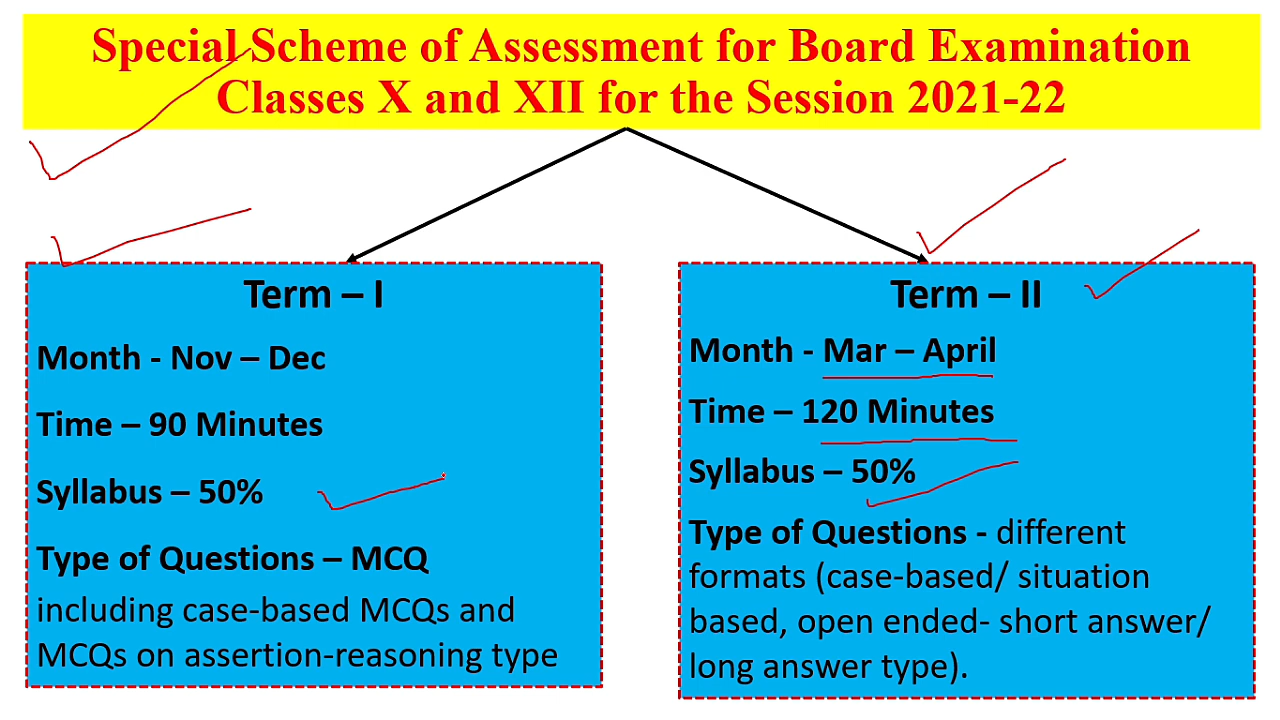 Special Scheme of Assessment for Board Examination
Classes X and XII for the Session 2021-22
Term – I
Month - Nov – Dec
Time – 90 Minutes
Syllabus – 50%
Type of Questions – MCQ
including case-based MCQs and
MCQs on assertion-reasoning type
Term – II
Month - Mar – April
Time – 120 Minutes
Syllabus – 50%
Type of Questions - different
formats (case-based/ situation
based, open ended- short answer/
long answer type).